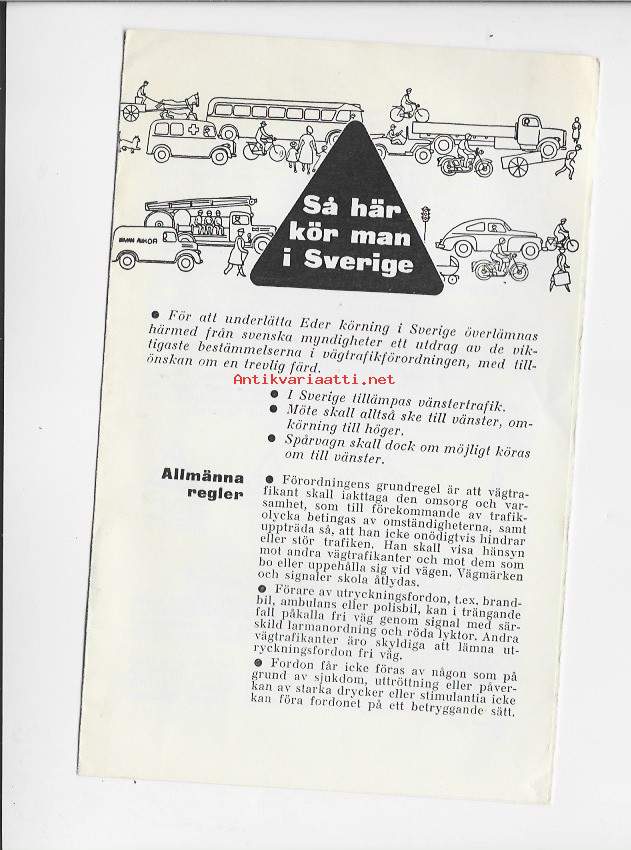 Så här
kör man
i Sverige
• För att underlätta Eder körning i Sverige överlämnas
härmed från svenska myndigheter ett utdrag av de vik-
tigaste bestämmelserna i vägtrafikförordningen, med till-
önskan om en trevlig färd.
Antikvariaatti.net
• I Sverige tillämpas vänstertrafik.
• Möte skall alltså ske till vänster, om-
körning till höger.
• Spårvagn skall dock om möjligt köras
om till vänster.
Allmänna
regler
• Förordningens grundregel är att vägtra-
fikant skall iakttaga den omsorg och var-
samhet, som till förekommande av trafik-
olycka betingas av omständigheterna, samt
uppträda så, att han icke onödigtvis hindrar
eller stör trafiken. Han skall visa hänsyn
mot andra vägtrafikanter och mot dem som
bo eller uppehålla sig vid vägen. Vägmärken
och signaler skola åtlydas.
• Förare av utryckningsfordon, t.ex. brand-
bil, ambulans eller polisbil, kan i trängande
fall påkalla fri väg genom signal med sär-
skild larmanordning och röda lyktor. Andra
vägtrafikanter äro skyldiga att lämna ut-
ryckningsfordon fri väg.
• Fordon får icke föras av någon som på
grund av sjukdom, uttröttning eller påver-
kan av starka drycker eller stimulantia icke
kan föra fordonet på ett betryggande sätt.